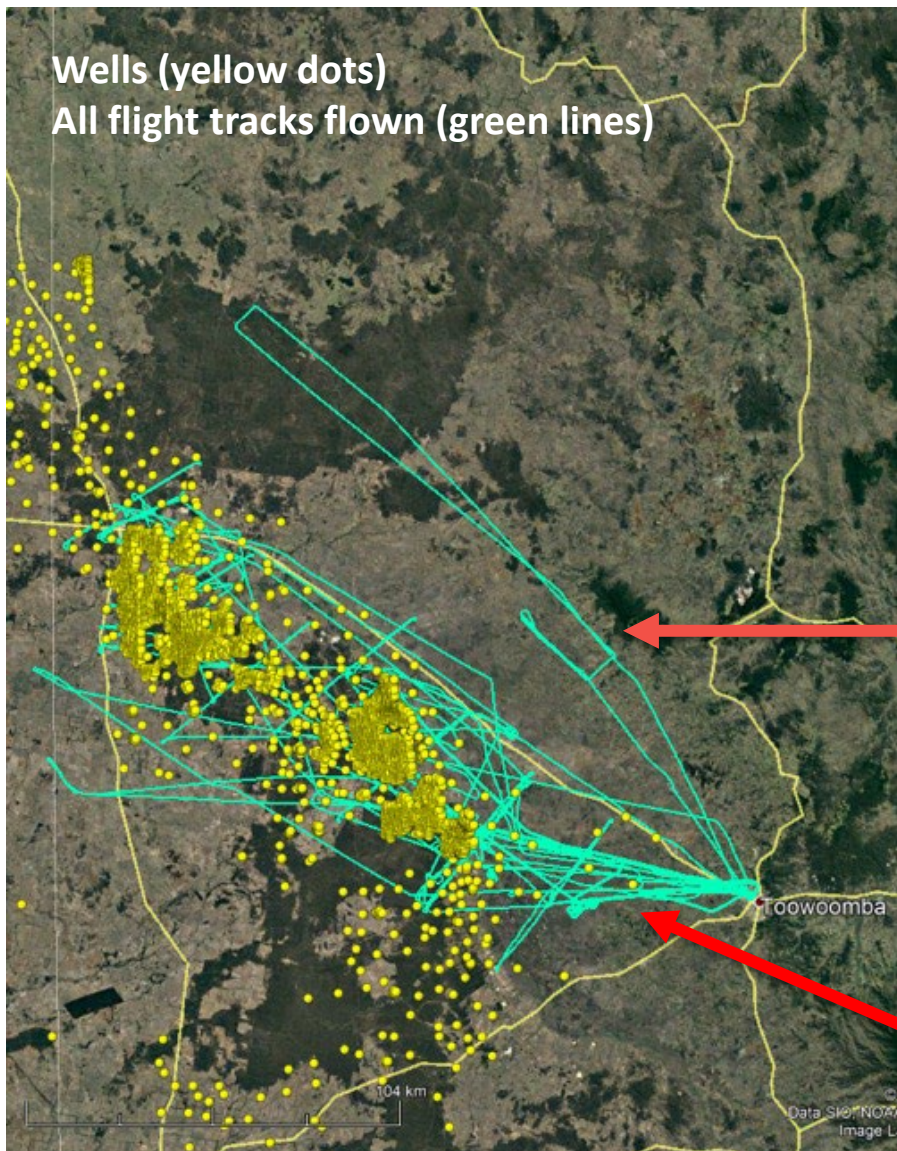 Wells (yellow dots)
All flight tracks flown (green lines)
Toowoomba
104 km
©
Data SIO, NOAA
Image L